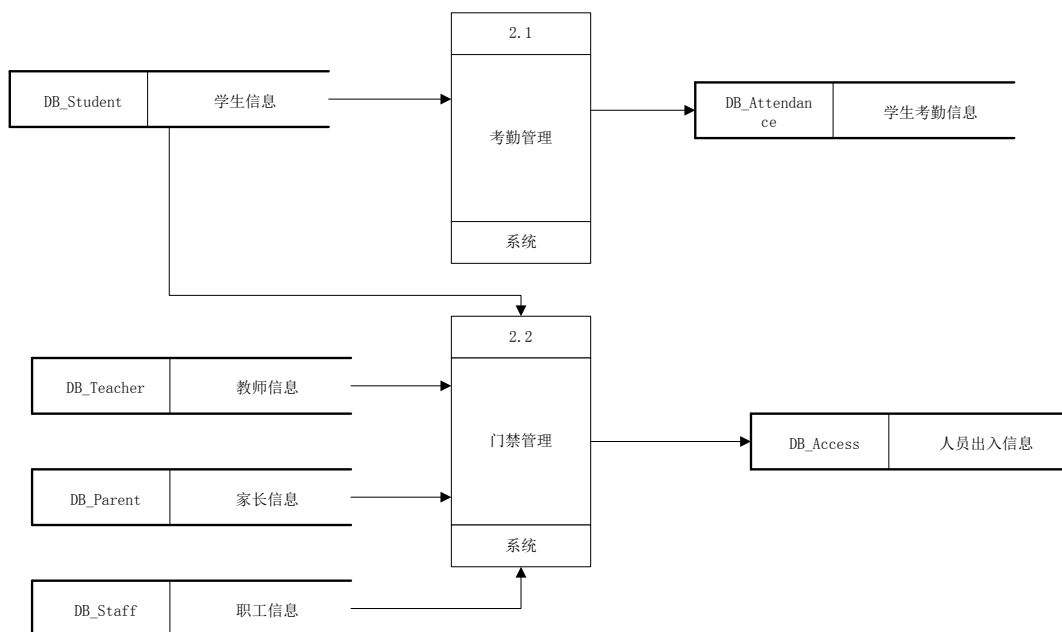 2.1
DB_Student
学生信息
考勤管理
系统
DB_Attendan
ce
学生考勤信息
2.2
DB_Teacher
教师信息
门禁管理
系统
DB_Access
人员出入信息
DB_Parent
家长信息
DB_Staff
职工信息